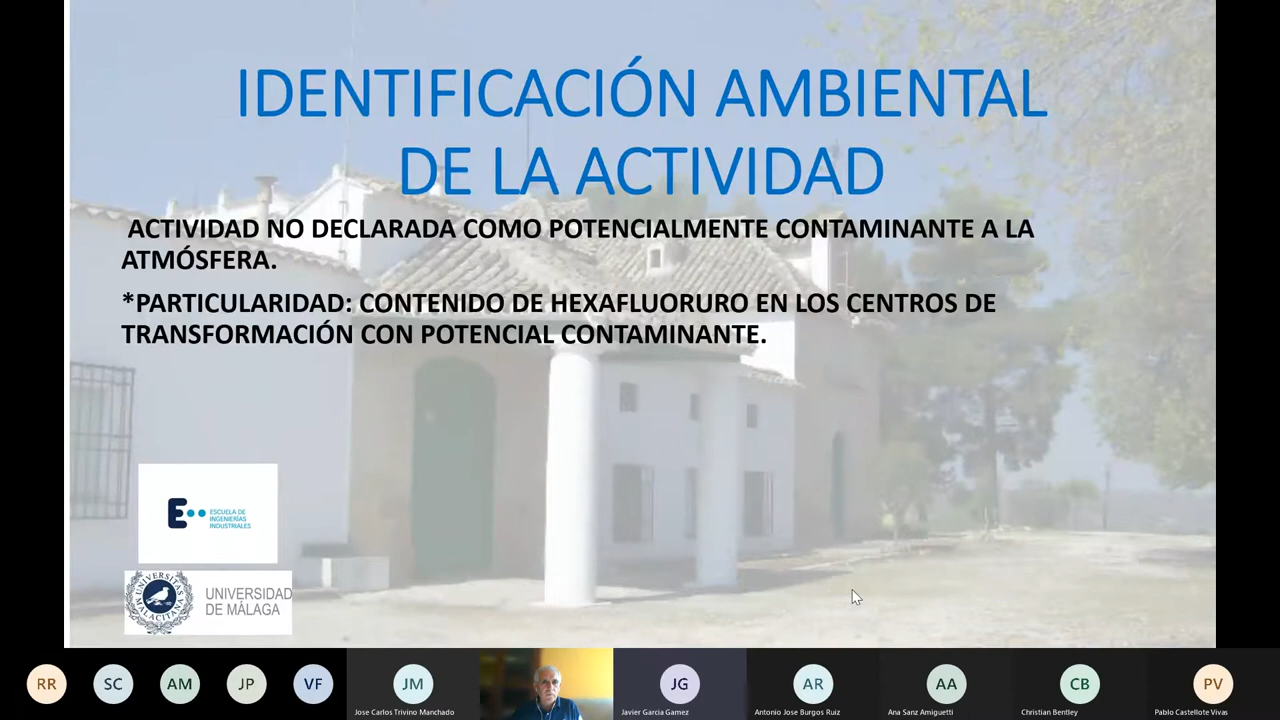 IDENTIFICACIÓN AMBIENTAL
DE LA ACTIVIDAD
ACTIVIDAD NO DECLARADA COMO POTENCIALMENTE CONTAMINANTE A LA
ATMÓSFERA.
*PARTICULARIDAD: CONTENIDO DE HEXAFLUORURO EN LOS CENTROS DE
TRANSFORMACIÓN CON POTENCIAL CONTAMINANTE.
E
ESCUELA DE
INGENIERÍAS
INDUSTRIALES
UNIVERSITAS
MALACITANA
UNIVERSIDAD
DE MÁLAGA
RR
SC
AM
JP
VF
JM
JG
AR
AA
CB
PV
Jose Carlos Trivino Manchado
Javier Garcia Gamez
Antonio Jose Burgos Ruiz
Ana Sanz Amiguetti
Christian Bentley
Pablo Castellote Vivas